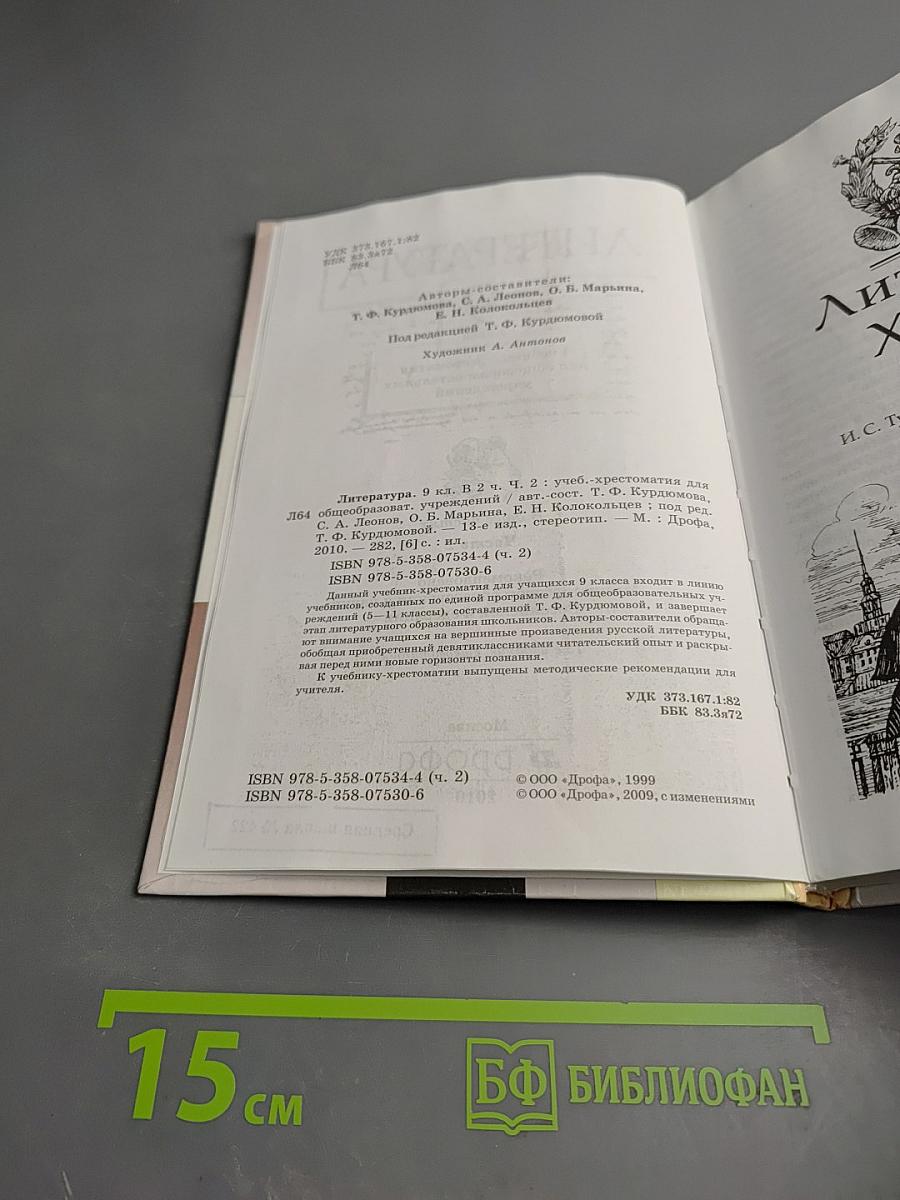 УДК 373.167.1:82
ББК 83.3я72
Л64
Авторы-составители:
Т. Ф. Курдюмова, С. А. Леонов, О. Б. Марьина,
Е. Н. Колокольцев
Под редакцией Т. Ф. Курдюмовой
Художник А. Антонов
Литература. 9 кл. В 2 ч. Ч. 2 : учеб.-хрестоматия для
Л64 общеобразоват. учреждений / авт.-сост. Т. Ф. Курдюмова,
С. А. Леонов, О. Б. Марьина, Е. Н. Колокольцев ; под ред.
Т. Ф. Курдюмовой. — 13-е изд., стереотип. — М. : Дрофа,
2010. — 282, [6] с. : ил.
ISBN 978-5-358-07534-4 (ч. 2)
ISBN 978-5-358-07530-6
Данный учебник-хрестоматия для учащихся 9 класса входит в линию
учебников, созданных по единой программе для общеобразовательных уч-
реждений (5—11 классы), составленной Т. Ф. Курдюмовой, и завершает
этап литературного образования школьников. Авторы-составители обраща-
ют внимание учащихся на вершинные произведения русской литературы,
обобщая приобретенный девятиклассниками читательский опыт и раскры-
вая перед ними новые горизонты познания.
К учебнику-хрестоматии выпущены методические рекомендации для
учителя.
УДК 373.167.1:82
ББК 83.3я72
ISBN 978-5-358-07534-4 (ч. 2)
ISBN 978-5-358-07530-6
© ООО «Дрофа», 1999
© ООО «Дрофа», 2009, с изменениями
ЛИТ
Х
И. С. Ту
15 см
БФ БИБЛИОФАН